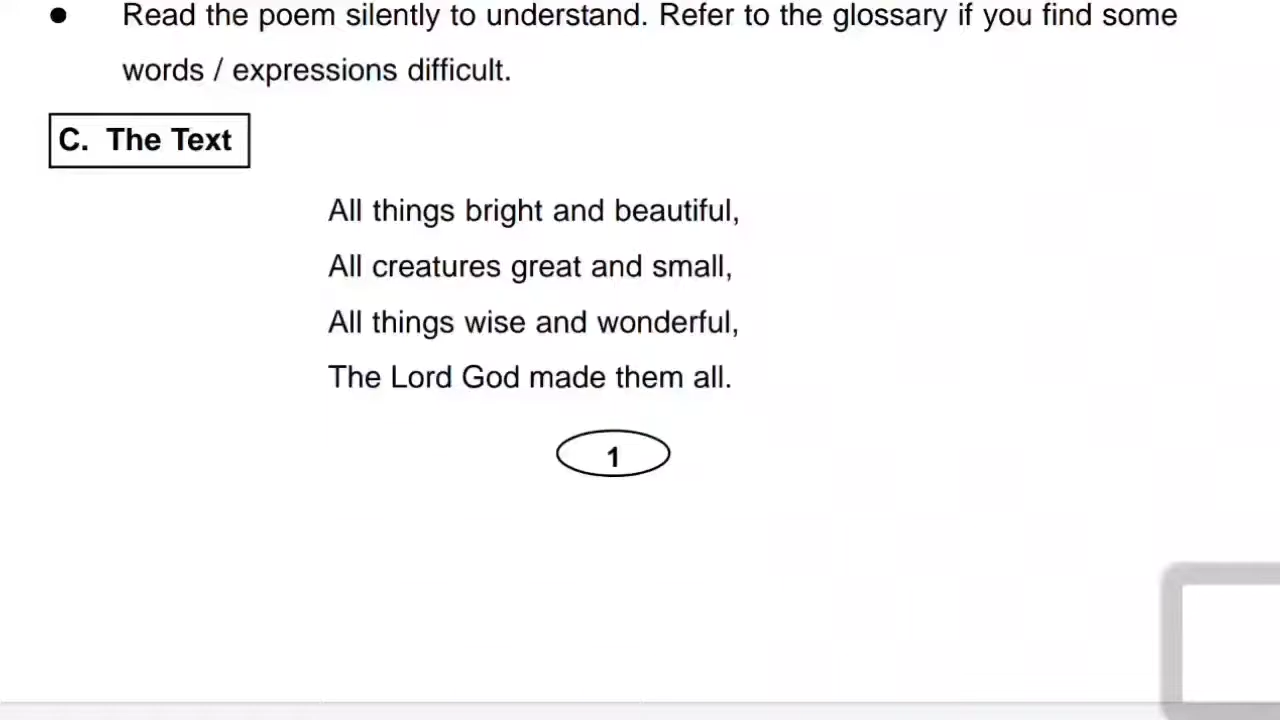 ● Read the poem silently to understand. Refer to the glossary if you find some
words / expressions difficult.
C. The Text
All things bright and beautiful,
All creatures great and small,
All things wise and wonderful,
The Lord God made them all.
1